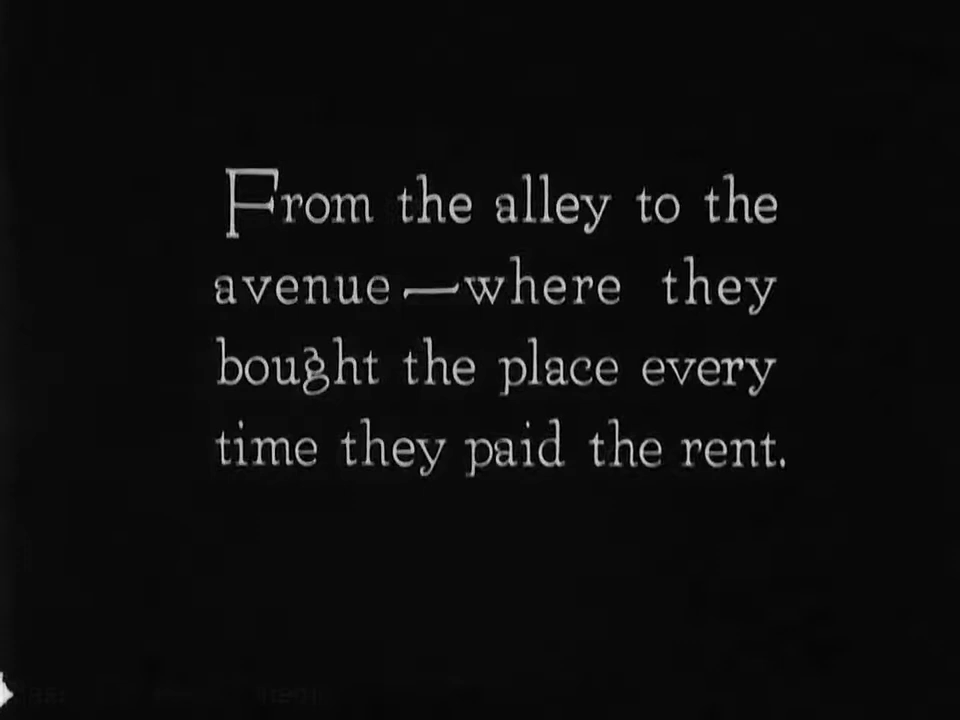 From the alley to the
avenue—where they
bought the place every
time they paid the rent.